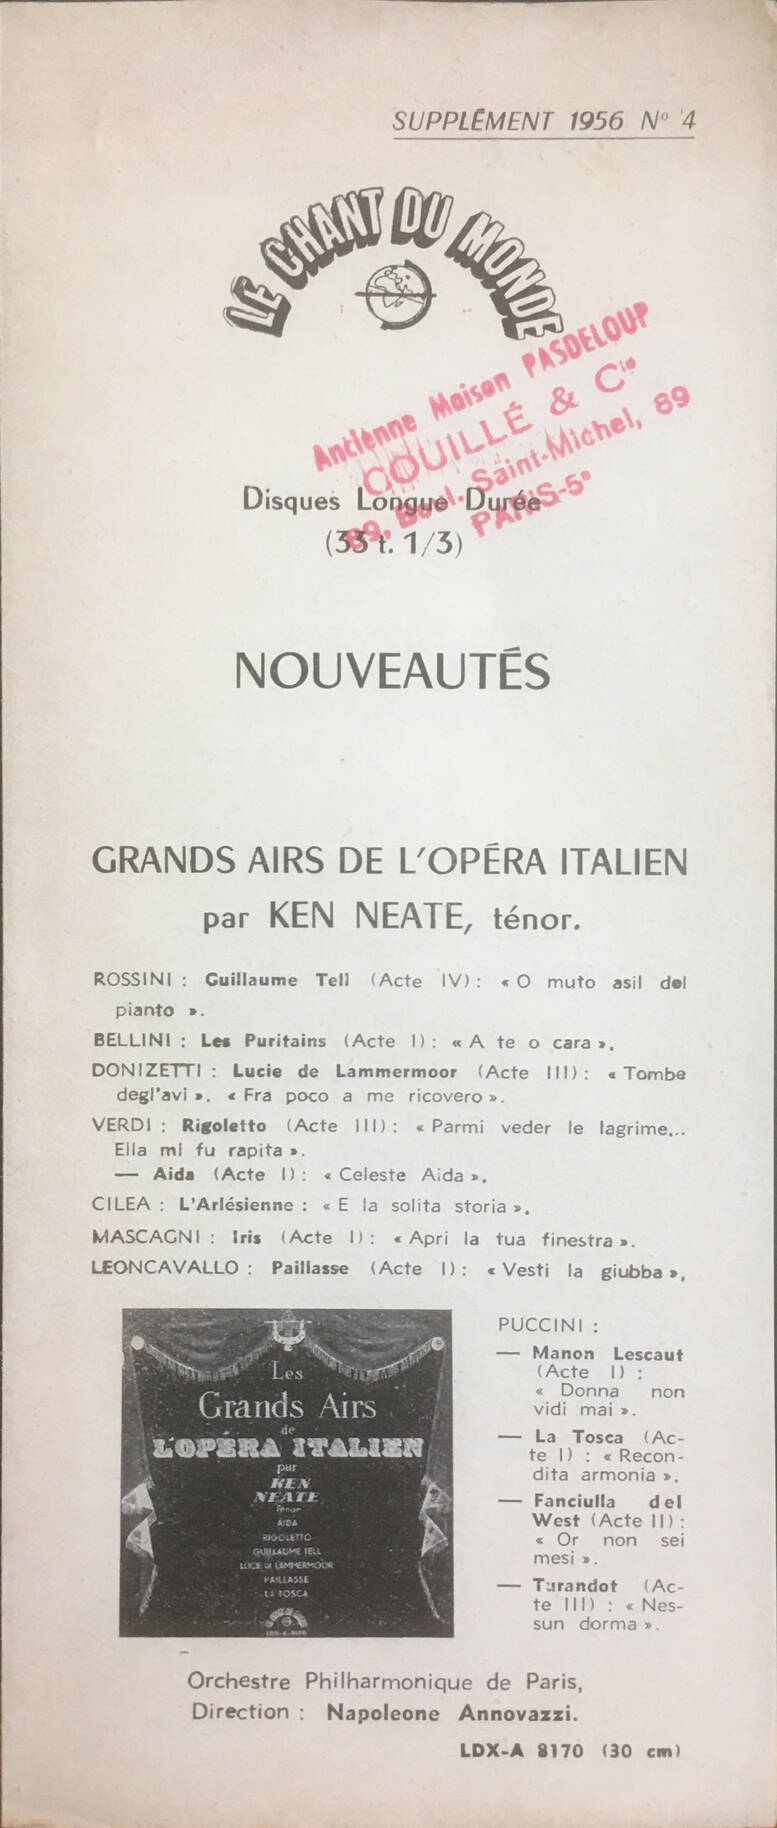 SUPPLÉMENT 1956 Nº 4
LE CHANT DU MONDE
Ancienne Maison PASDELOUP
COUILLÉ & Cie
89, Boul. Saint-Michel, 89
PARIS-5e
Disques Longue Durée
(33 t. 1/3)
NOUVEAUTÉS
GRANDS AIRS DE L'OPÉRA ITALIEN
par KEN NEATE, ténor.
ROSSINI : Guillaume Tell (Acte IV) : « O muto asil del
pianto ».
BELLINI : Les Puritains (Acte I) : « A te o cara ».
DONIZETTI : Lucie de Lammermoor (Acte III) : « Tombe
degl'avi ». « Fra poco a me ricovero ».
VERDI : Rigoletto (Acte III) : « Parmi veder le lagrime...
Ella mi fu rapita ».
— Aida (Acte I) : « Celeste Aida ».
CILEA : L'Arlésienne : « E la solita storia ».
MASCAGNI : Iris (Acte I) : « Apri la tua finestra ».
LEONCAVALLO : Paillasse (Acte I) : « Vesti la giubba ».
Les
Grands Airs
de
L'OPÉRA ITALIEN
par
KEN
NEATE
Ténor
AIDA
RIGOLETTO
GUILLAUME TELL
LUCIE DE LAMMERMOOR
PAILLASSE
LA TOSCA
LDX-A-8170
PUCCINI :
— Manon Lescaut
(Acte I) :
« Donna non
vidi mai ».
— La Tosca (Ac-
te I) : « Recon-
dita armonia ».
— Fanciulla del
West (Acte II) :
« Or non sei
mesi ».
— Turandot (Ac-
te III) : « Nes-
sun dorma ».
Orchestre Philharmonique de Paris,
Direction : Napoleone Annovazzi.
LDX-A 8170 (30 cm)